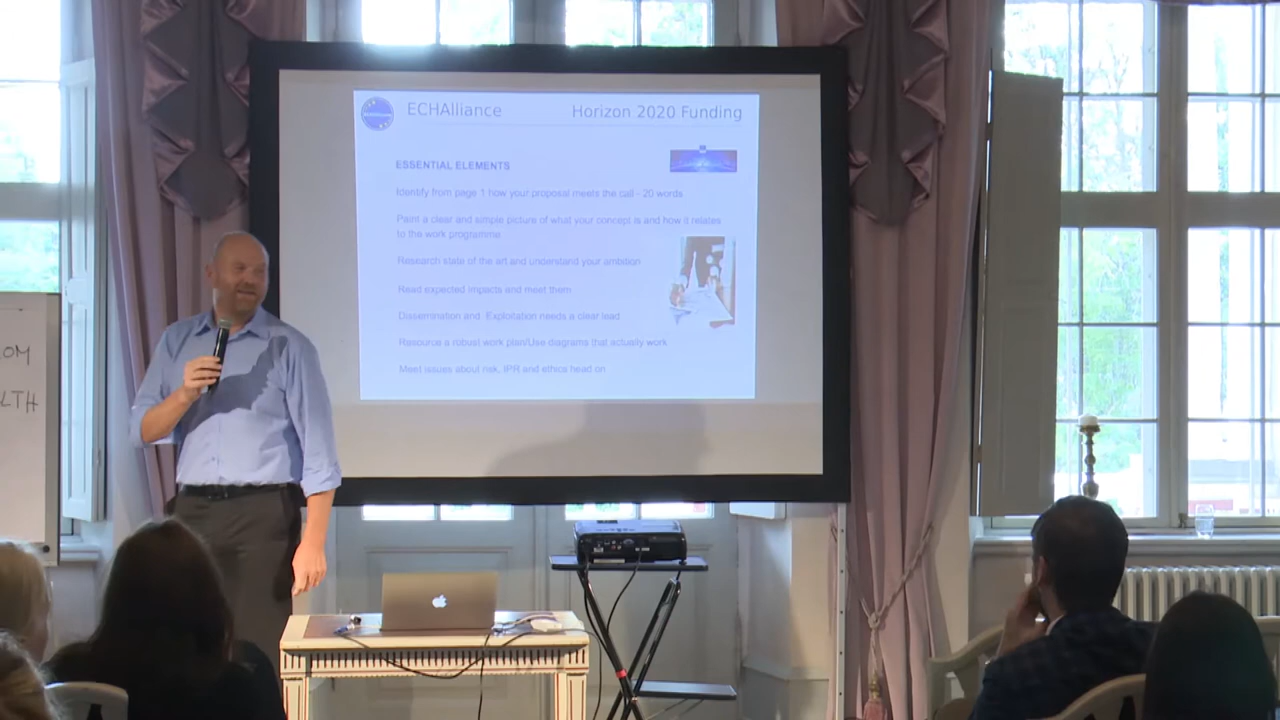 ECHAlliance
Horizon 2020 Funding
ESSENTIAL ELEMENTS
Identify from page 1 how your proposal meets the call - 20 words
Paint a clear and simple picture of what your concept is and how it relates
to the work programme
Research state of the art and understand your ambition
Read expected impacts and meet them
Dissemination and Exploitation needs a clear lead
Resource a robust work plan/Use diagrams that actually work
Meet issues about risk, IPR and ethics head on
OM
LTH